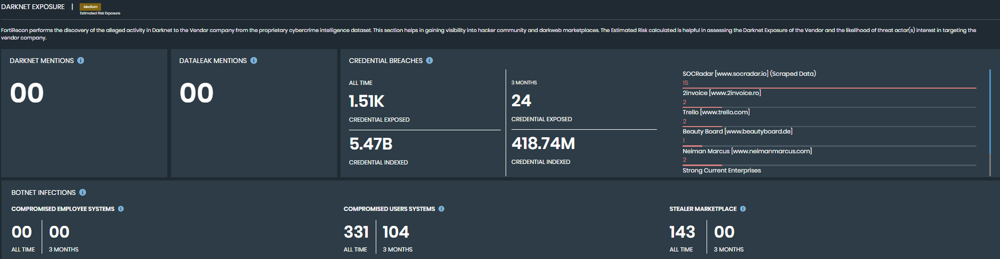 DARKNET EXPOSURE | Medium
Estimated Risk Exposure
FortiRecon performs the discovery of the alleged activity in Darknet to the Vendor company from the proprietary cybercrime intelligence dataset. This section helps in gaining visibility into hacker community and darkweb marketplaces. The Estimated Risk calculated is helpful in assessing the Darknet Exposure of the Vendor and the likelihood of threat actor(s) interest in targeting the
vendor company.
DARKNET MENTIONS
00
DATALEAK MENTIONS
00
CREDENTIAL BREACHES
ALL TIME
1.51K
CREDENTIAL EXPOSED
5.47B
CREDENTIAL INDEXED
3 MONTHS
24
CREDENTIAL EXPOSED
418.74M
CREDENTIAL INDEXED
SOCRadar [www.socradar.io] (Scraped Data)
15
2invoice [www.2invoice.ro]
2
Trello [www.trello.com]
2
Beauty Board [www.beautyboard.de]
1
Neiman Marcus [www.neimanmarcus.com]
2
Strong Current Enterprises
BOTNET INFECTIONS
COMPROMISED EMPLOYEE SYSTEMS
00 00
ALL TIME 3 MONTHS
COMPROMISED USERS SYSTEMS
331 104
ALL TIME 3 MONTHS
STEALER MARKETPLACE
143 00
ALL TIME 3 MONTHS